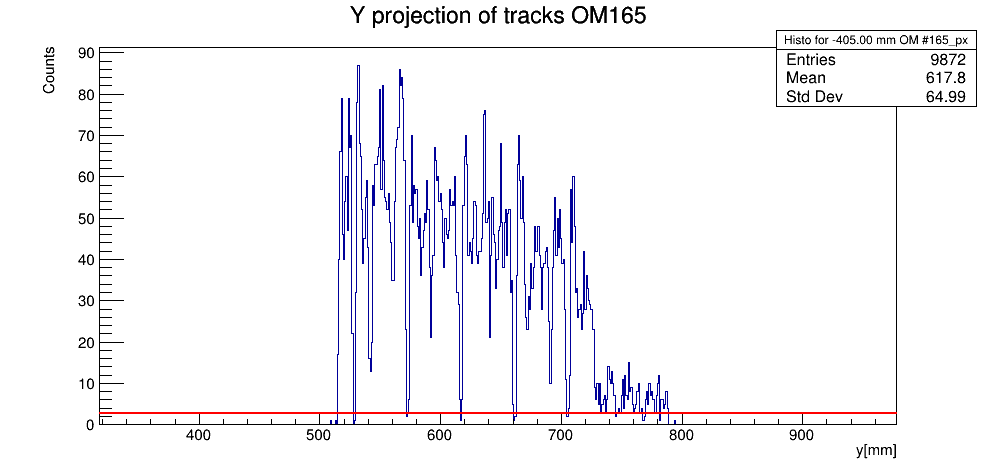 Y projection of tracks OM165
Histo for -405.00 mm OM #165_px
Entries 9872
Mean 617.8
Std Dev 64.99
Counts
90
80
70
60
50
40
30
20
10
0
400 500 600 700 800 900
y[mm]